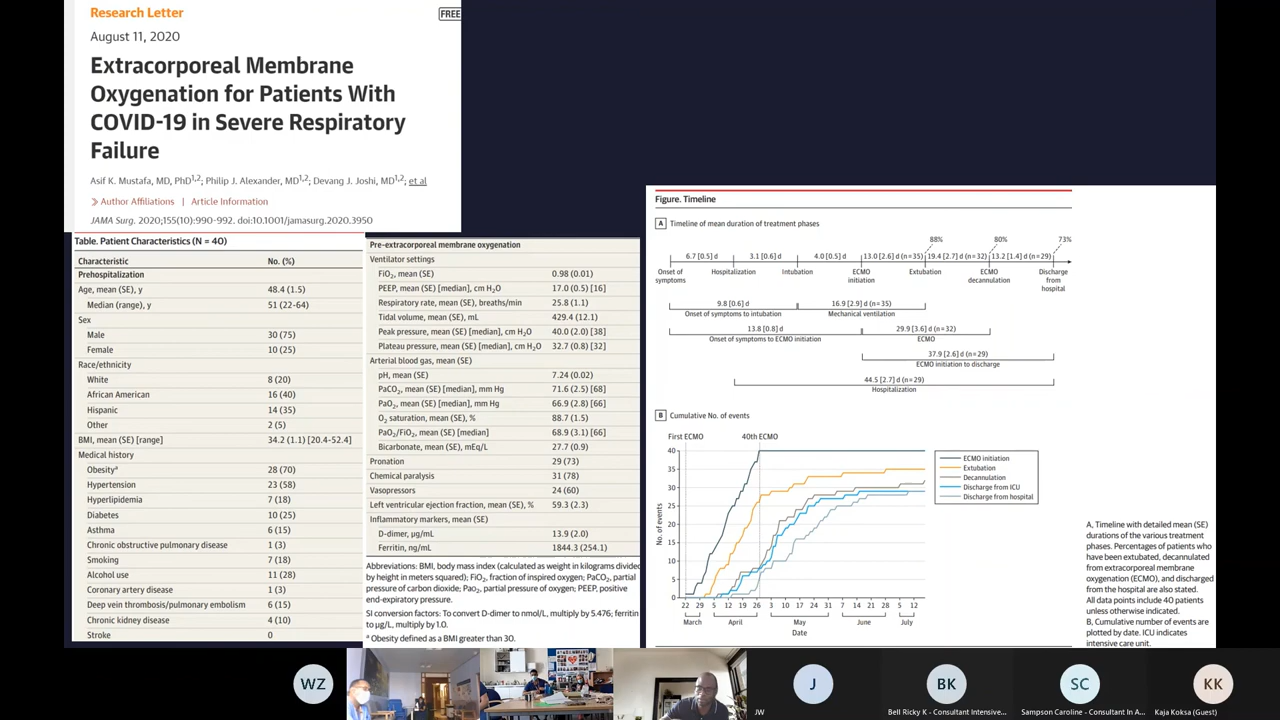 Research Letter
FREE
August 11, 2020
Extracorporeal Membrane
Oxygenation for Patients With
COVID-19 in Severe Respiratory
Failure
Asif K. Mustafa, MD, PhD1,2; Philip J. Alexander, MD1,2; Devang J. Joshi, MD1,2; et al
» Author Affiliations | Article Information
JAMA Surg. 2020;155(10):990-992. doi:10.1001/jamasurg.2020.3950
Table. Patient Characteristics (N = 40)
Characteristic No. (%)
Prehospitalization
Age, mean (SE), y 48.4 (1.5)
Median (range), y 51 (22-64)
Sex
Male 30 (75)
Female 10 (25)
Race/ethnicity
White 8 (20)
African American 16 (40)
Hispanic 14 (35)
Other 2 (5)
BMI, mean (SE) [range] 34.2 (1.1) [20.4-52.4]
Medical history
Obesitya 28 (70)
Hypertension 23 (58)
Hyperlipidemia 7 (18)
Diabetes 10 (25)
Asthma 6 (15)
Chronic obstructive pulmonary disease 1 (3)
Smoking 7 (18)
Alcohol use 11 (28)
Coronary artery disease 1 (3)
Deep vein thrombosis/pulmonary embolism 6 (15)
Chronic kidney disease 4 (10)
Stroke 0
Pre-extracorporeal membrane oxygenation
Ventilator settings
FiO2, mean (SE) 0.98 (0.01)
PEEP, mean (SE) [median], cm H2O 17.0 (0.5) [16]
Respiratory rate, mean (SE), breaths/min 25.8 (1.1)
Tidal volume, mean (SE), mL 429.4 (12.1)
Peak pressure, mean (SE) [median], cm H2O 40.0 (2.0) [38]
Plateau pressure, mean (SE) [median], cm H2O 32.7 (0.8) [32]
Arterial blood gas, mean (SE)
pH, mean (SE) 7.24 (0.02)
PaCO2, mean (SE) [median], mm Hg 71.6 (2.5) [68]
PaO2, mean (SE) [median], mm Hg 66.9 (2.8) [66]
O2 saturation, mean (SE), % 88.7 (1.5)
PaO2/FiO2, mean (SE) [median] 68.9 (3.1) [66]
Bicarbonate, mean (SE), mEq/L 27.7 (0.9)
Pronation 29 (73)
Chemical paralysis 31 (78)
Vasopressors 24 (60)
Left ventricular ejection fraction, mean (SE), % 59.3 (2.3)
Inflammatory markers, mean (SE)
D-dimer, μg/mL 13.9 (2.0)
Ferritin, ng/mL 1844.3 (254.1)
Abbreviations: BMI, body mass index (calculated as weight in kilograms divided
by height in meters squared); FiO2, fraction of inspired oxygen; PaCO2, partial
pressure of carbon dioxide; PaO2, partial pressure of oxygen; PEEP, positive
end-expiratory pressure.
SI conversion factors: To convert D-dimer to nmol/L, multiply by 5.476; ferritin
to μg/L, multiply by 1.0.
a Obesity defined as a BMI greater than 30.
Figure. Timeline
A Timeline of mean duration of treatment phases
88% 80% 73%
6.7 [0.5] d 3.1 [0.6] d 4.0 [0.5] d 13.0 [2.6] d (n=35) 19.4 [2.7] d (n=32) 13.2 [1.4] d (n=29)
Onset of symptoms Hospitalization Intubation ECMO initiation Extubation ECMO decannulation Discharge from hospital
9.8 [0.6] d 16.9 [2.9] d (n=35)
Onset of symptoms to intubation Mechanical ventilation
13.8 [0.8] d 29.9 [3.6] d (n=32)
Onset of symptoms to ECMO initiation ECMO
37.9 [2.6] d (n=29)
ECMO initiation to discharge
44.5 [2.7] d (n=29)
Hospitalization
B Cumulative No. of events
First ECMO 40th ECMO
No. of events
40
35
30
25
20
15
10
5
0
22 29 5 12 19 26 3 10 17 24 31 7 14 21 28 5 12
March April May June July
Date
ECMO initiation
Extubation
Decannulation
Discharge from ICU
Discharge from hospital
A, Timeline with detailed mean (SE)
durations of the various treatment
phases. Percentages of patients who
have been extubated, decannulated
from extracorporeal membrane
oxygenation (ECMO), and discharged
from the hospital are also stated.
All data points include 40 patients
unless otherwise indicated.
B, Cumulative number of events are
plotted by date. ICU indicates
intensive care unit.
WZ
J
JW
BK
Bell Ricky K - Consultant Intensive...
SC
Sampson Caroline - Consultant In A...
KK
Kaja Koksa (Guest)